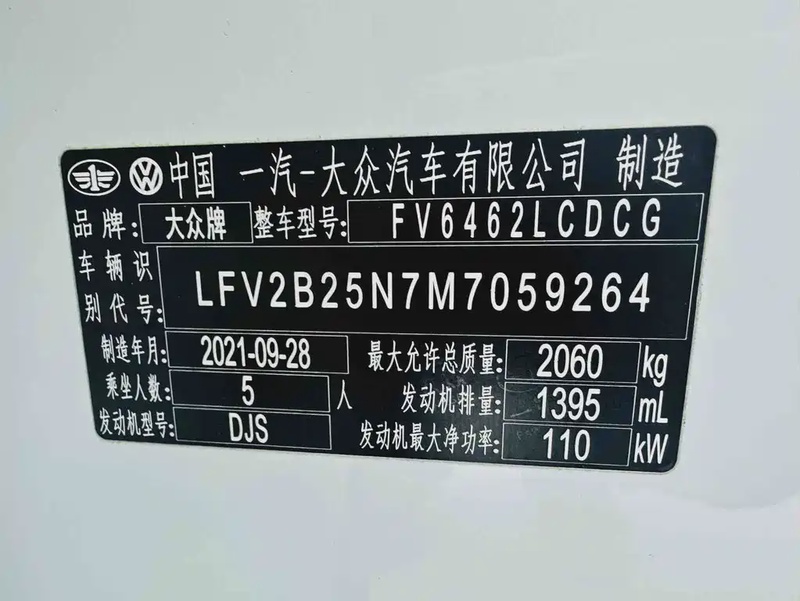 中国 一汽-大众汽车有限公司 制造
品牌: 大众牌 整车型号: FV6462LCDCG
车辆识别代号: LFV2B25N7M7059264
制造年月: 2021-09-28 最大允许总质量: 2060 kg
乘坐人数: 5 人 发动机排量: 1395 mL
发动机型号: DJS 发动机最大净功率: 110 kW